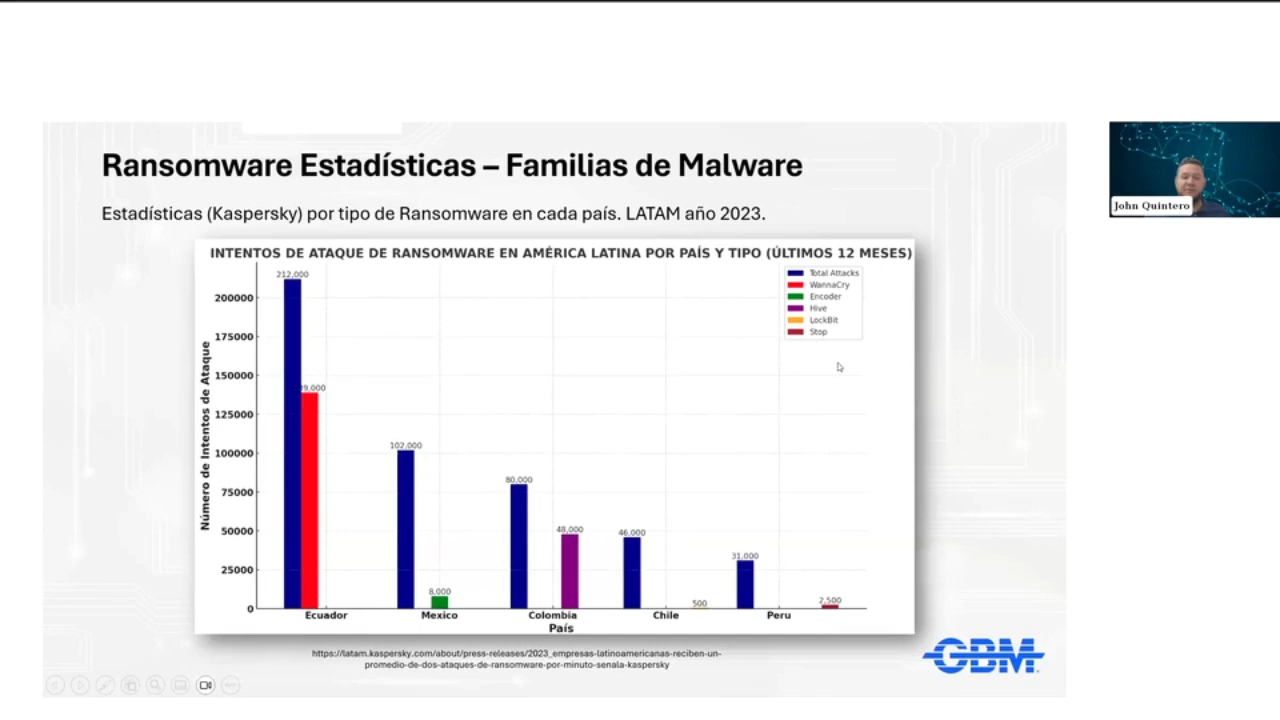 Ransomware Estadísticas – Familias de Malware
Estadísticas (Kaspersky) por tipo de Ransomware en cada país. LATAM año 2023.
John Quintero
INTENTOS DE ATAQUE DE RANSOMWARE EN AMÉRICA LATINA POR PAÍS Y TIPO (ÚLTIMOS 12 MESES)
Total Attacks
WannaCry
Encoder
Hive
LockBit
Stop
Número de Intentos de Ataque
200000
175000
150000
125000
100000
75000
50000
25000
0
212,000
102,000
8,000
80,000
48,000
46,000
500
31,000
2,500
Ecuador
Mexico
Colombia
Chile
Peru
País
https://latam.kaspersky.com/about/press-releases/2023_empresas-latinoamericanas-reciben-un-
promedio-de-dos-ataques-de-ransomware-por-minuto-senala-kaspersky
GBM